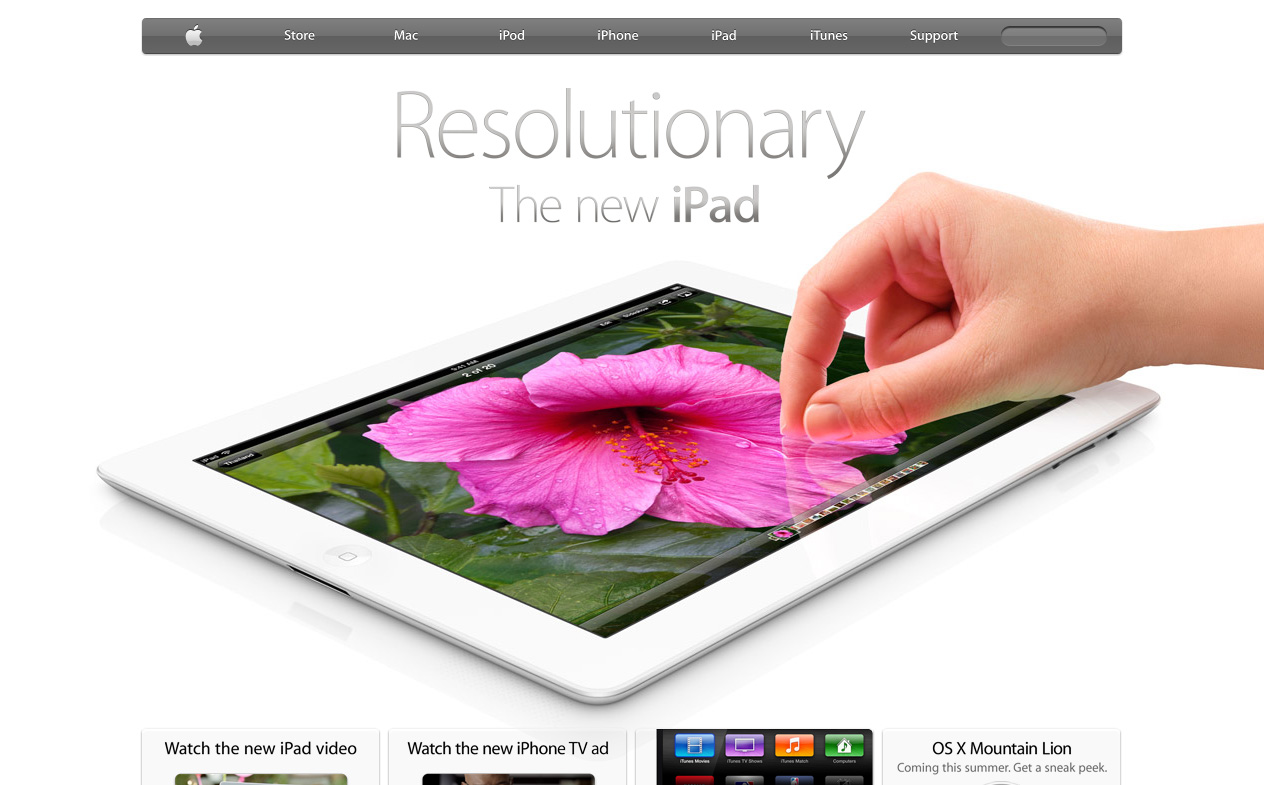 Store Mac iPod iPhone iPad iTunes Support
Resolutionary
The new iPad
9:41 AM
2 of 20
Edit Slideshow
iPad
Thailand
Watch the new iPad video
Watch the new iPhone TV ad
iTunes Movies iTunes TV Shows iTunes Match Computers
OS X Mountain Lion
Coming this summer. Get a sneak peek.